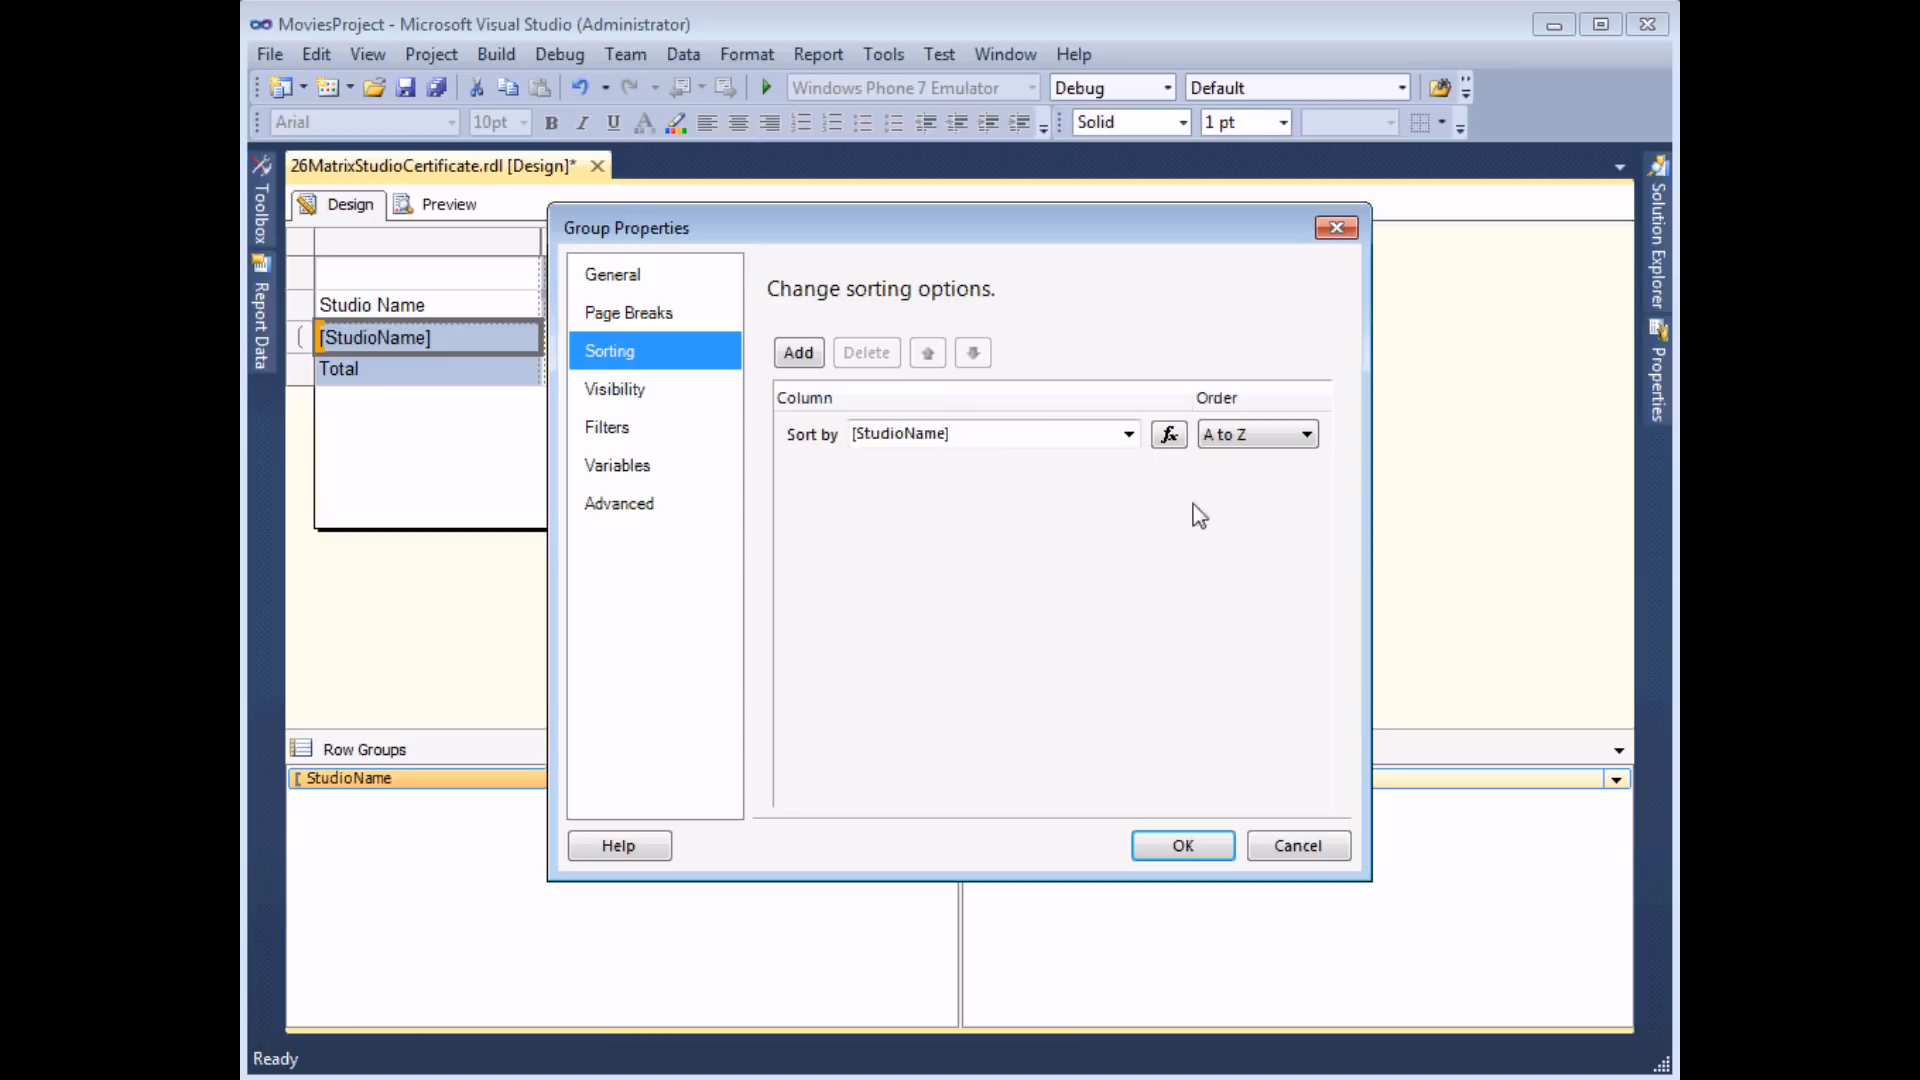 MoviesProject - Microsoft Visual Studio (Administrator)
File Edit View Project Build Debug Team Data Format Report Tools Test Window Help
Windows Phone 7 Emulator Debug Default
Arial 10pt B I U A Solid 1 pt
26MatrixStudioCertificate.rdl [Design]*
Design Preview
Toolbox
Report Data
Solution Explorer
Properties
Studio Name
[StudioName]
Total
Group Properties
General
Page Breaks
Sorting
Visibility
Filters
Variables
Advanced
Change sorting options.
Add Delete
Column Order
Sort by [StudioName] fx A to Z
Help OK Cancel
Row Groups
[ StudioName
Ready